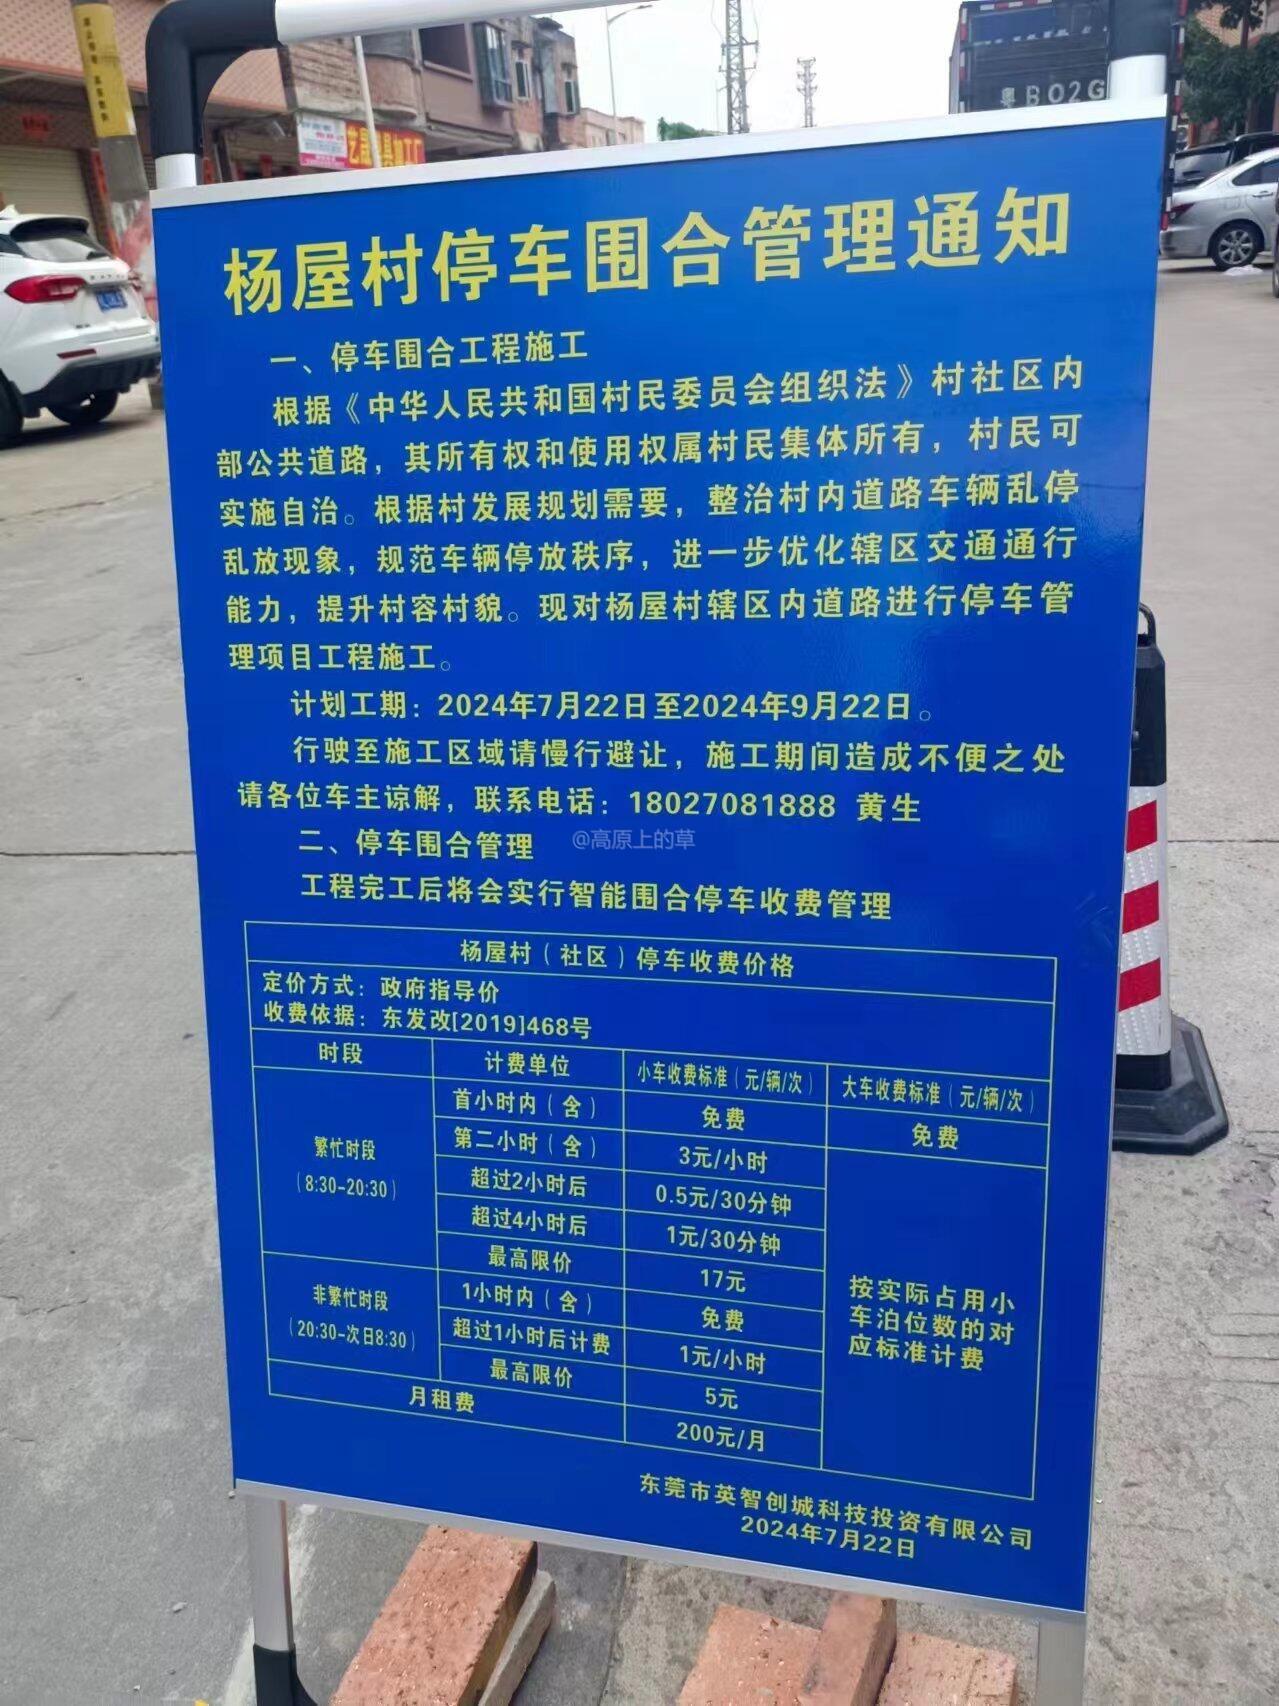 粤B02G
杨屋村停车围合管理通知
一、停车围合工程施工
根据《中华人民共和国村民委员会组织法》村社区内
部公共道路，其所有权和使用权属村民集体所有，村民可
实施自治。根据村发展规划需要，整治村内道路车辆乱停
乱放现象，规范车辆停放秩序，进一步优化辖区交通通行
能力，提升村容村貌。现对杨屋村辖区内道路进行停车管
理项目工程施工。
计划工期：2024年7月22日至2024年9月22日。
行驶至施工区域请慢行避让，施工期间造成不便之处
请各位车主谅解，联系电话：18027081888 黄生
二、停车围合管理
@高原上的草
工程完工后将会实行智能围合停车收费管理
杨屋村（社区）停车收费价格
定价方式：政府指导价
收费依据：东发改[2019]468号
时段 计费单位 小车收费标准（元/辆/次） 大车收费标准（元/辆/次）
繁忙时段
（8:30-20:30）
首小时内（含） 免费 免费
第二小时（含） 3元/小时
超过2小时后 0.5元/30分钟
超过4小时后 1元/30分钟
最高限价 17元
非繁忙时段
（20:30-次日8:30）
1小时内（含） 免费
超过1小时后计费 1元/小时
最高限价 5元
月租费 200元/月
按实际占用小
车泊位数的对
应标准计费
东莞市英智创城科技投资有限公司
2024年7月22日